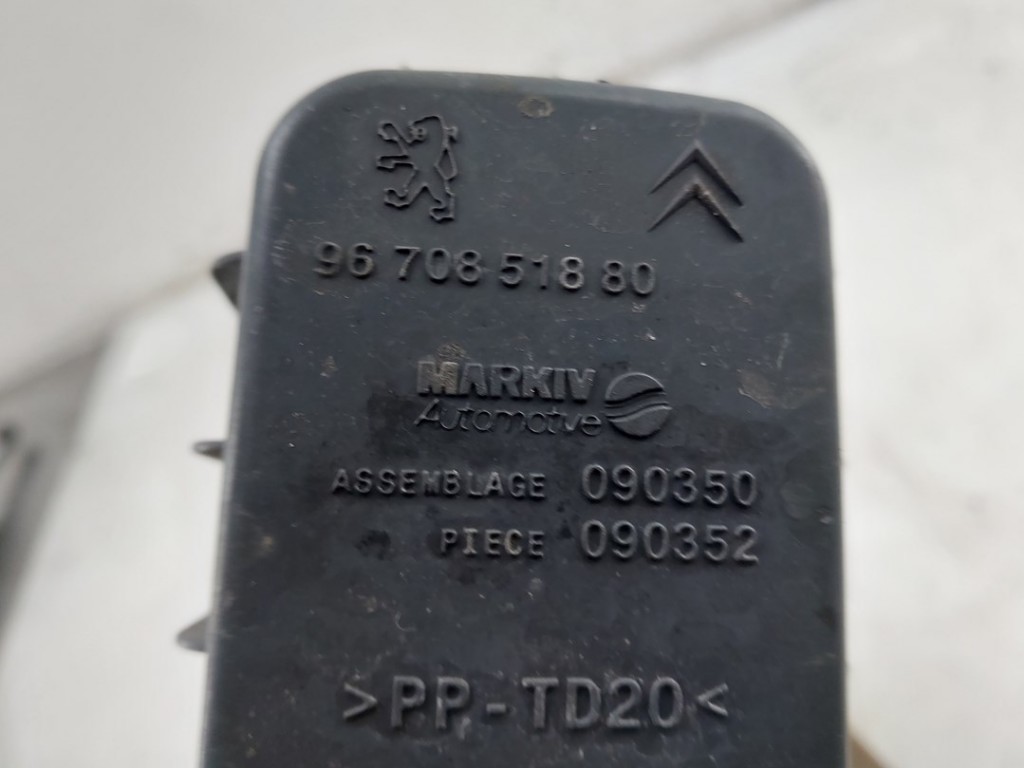 96 708 518 80
MARKIV
Automotive
ASSEMBLAGE 090350
PIECE 090352
>PP-TD20<